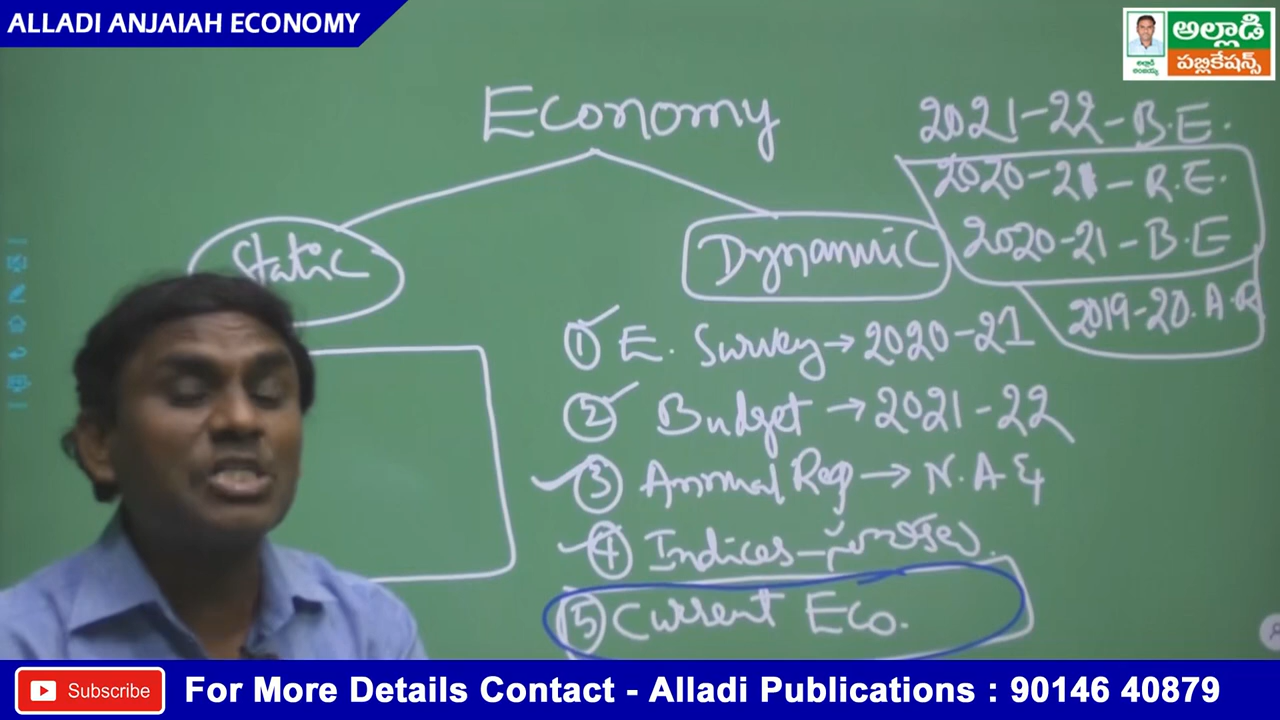 ALLADI ANJAIAH ECONOMY
అల్లాడి
పబ్లికేషన్స్
అల్లాడి
అంజయ్య
Economy
Static
Dynamic
2021-22-B.E.
2020-21-R.E.
2020-21-B.E
2019-20.A.R
① E. Survey→2020-21
② Budget→2021-22
③ Annual Rep→N.A
④ Indices-
⑤ Current Eco.
Subscribe
For More Details Contact - Alladi Publications : 90146 40879